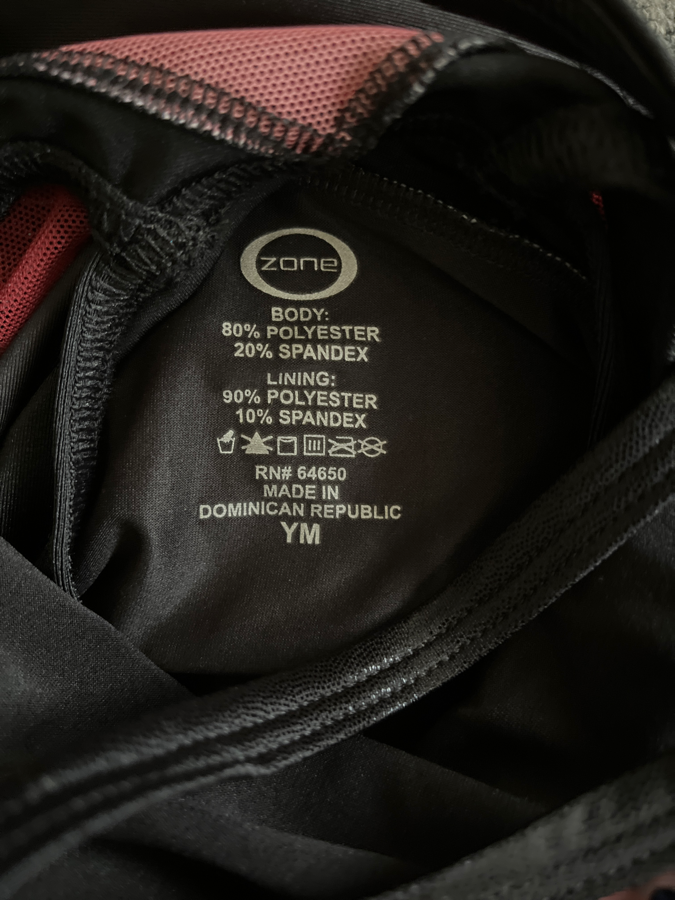 zone
BODY:
80% POLYESTER
20% SPANDEX
LINING:
90% POLYESTER
10% SPANDEX
RN# 64650
MADE IN
DOMINICAN REPUBLIC
YM